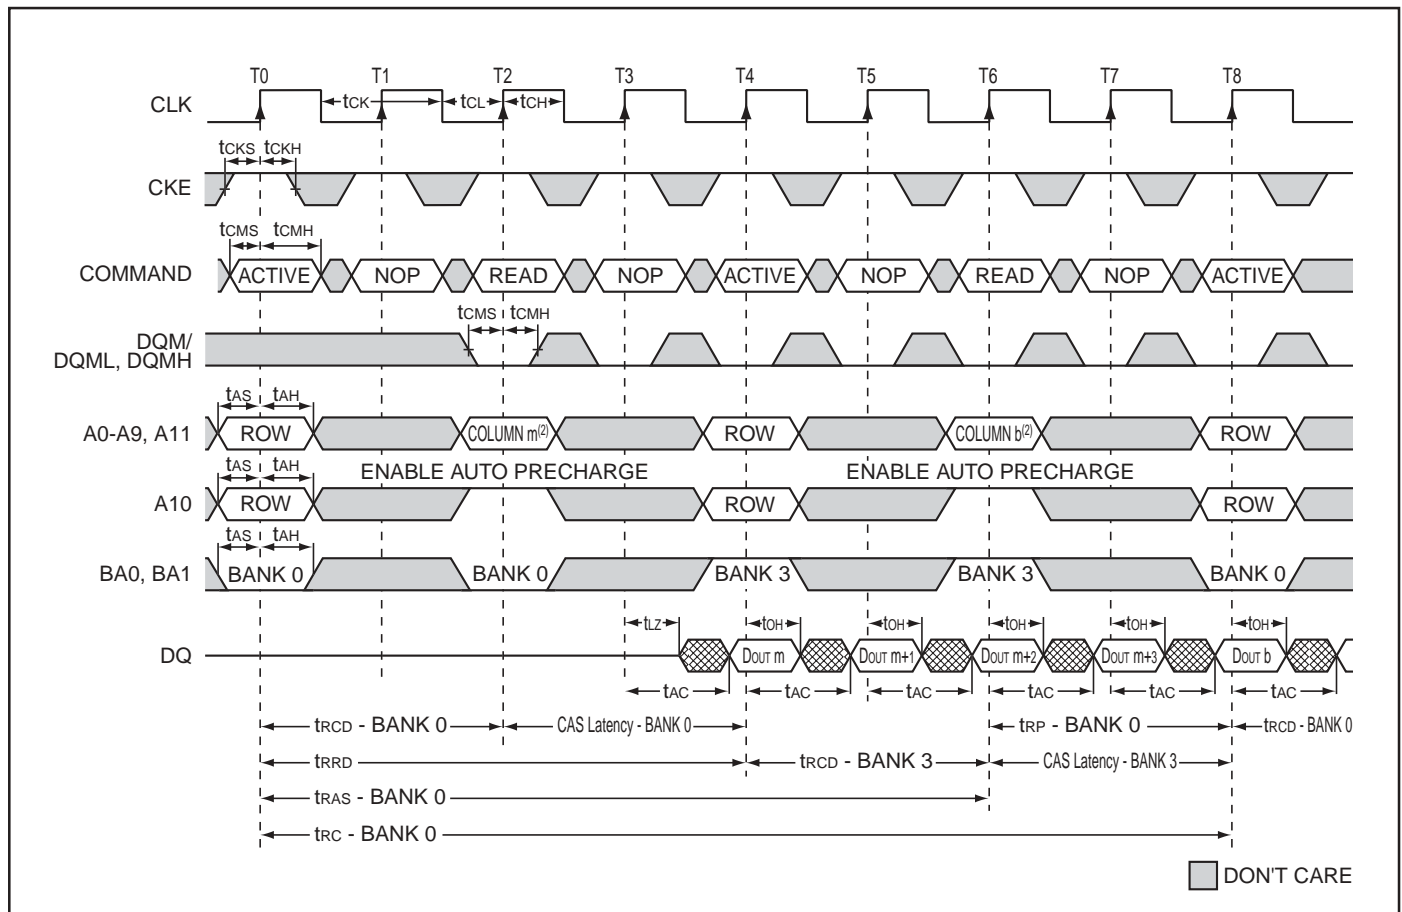 T0 T1 T2 T3 T4 T5 T6 T7 T8
CLK tCK tCL tCH
tCKS tCKH
CKE
tCMS tCMH
COMMAND ACTIVE NOP READ NOP ACTIVE NOP READ NOP ACTIVE
tCMS tCMH
DQM/
DQML, DQMH
tAS tAH
A0-A9, A11 ROW COLUMN m(2) ROW COLUMN b(2) ROW
tAS tAH ENABLE AUTO PRECHARGE ENABLE AUTO PRECHARGE
A10 ROW ROW ROW
tAS tAH
BA0, BA1 BANK 0 BANK 0 BANK 3 BANK 3 BANK 0
tLZ tOH tOH tOH tOH tOH
DQ DOUT m DOUT m+1 DOUT m+2 DOUT m+3 DOUT b
tAC tAC tAC tAC tAC tAC
tRCD - BANK 0 CAS Latency - BANK 0 tRP - BANK 0 tRCD - BANK 0
tRRD tRCD - BANK 3 CAS Latency - BANK 3
tRAS - BANK 0
tRC - BANK 0
DON'T CARE